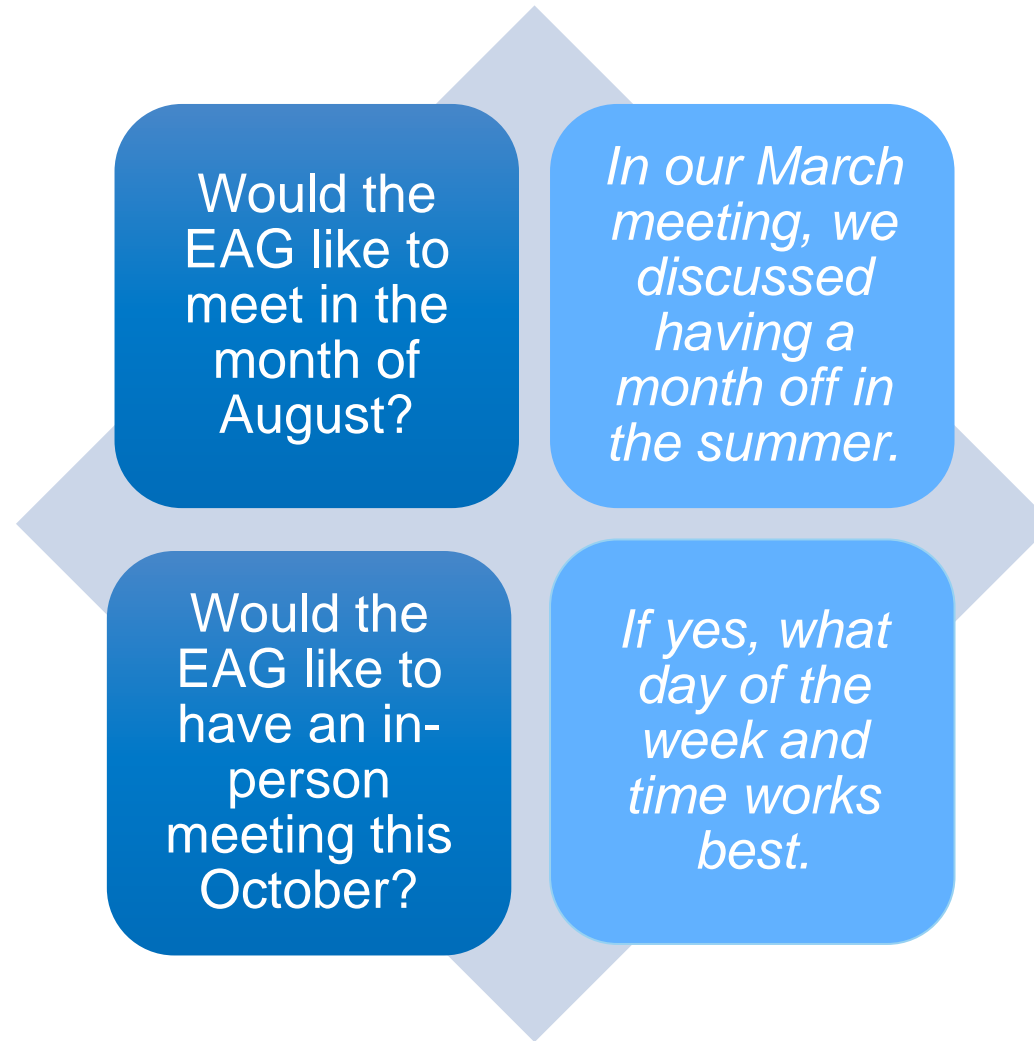 Would the
EAG like to
meet in the
month of
August?
In our March
meeting, we
discussed
having a
month off in
the summer.
Would the
EAG like to
have an in-
person
meeting this
October?
If yes, what
day of the
week and
time works
best.